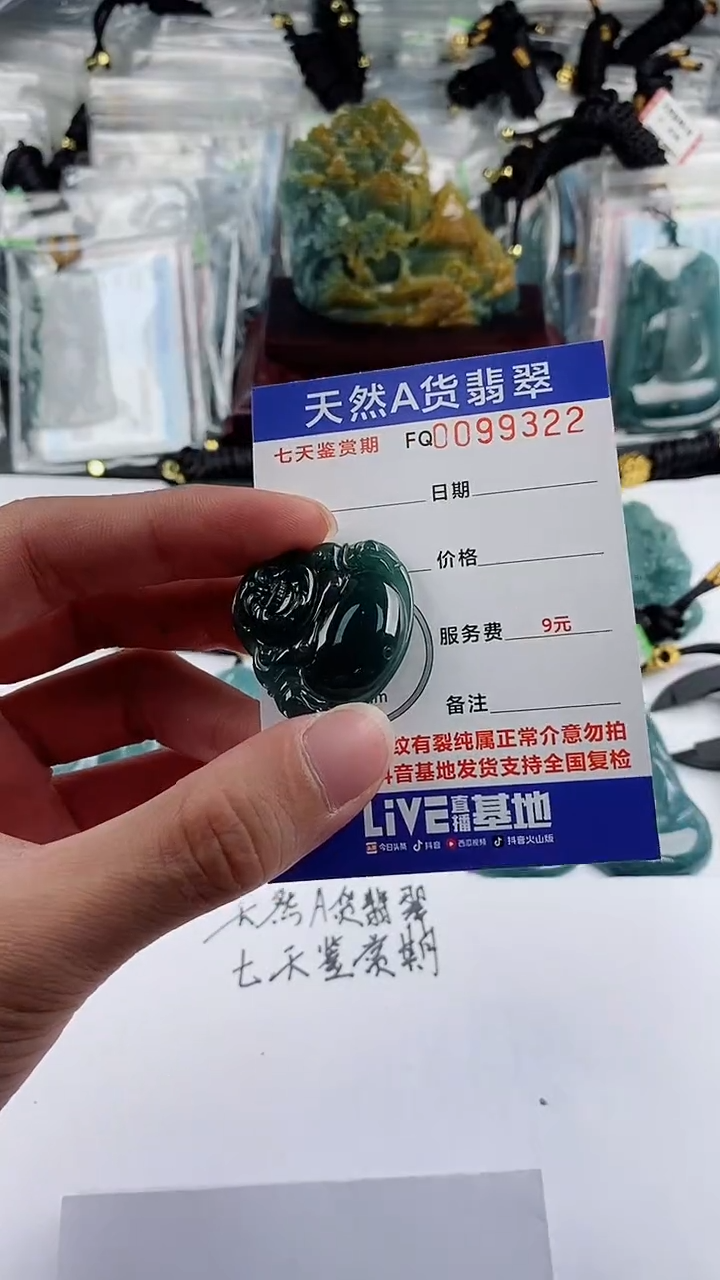 天然A货翡翠
七天鉴赏期 FQ0099322
日期
价格
服务费 9元
m 备注
纹有裂纯属正常介意勿拍
抖音基地发货支持全国复检
LiVE直播基地
今日头条 抖音 西瓜视频 抖音火山版
天然A货翡翠
七天鉴赏期